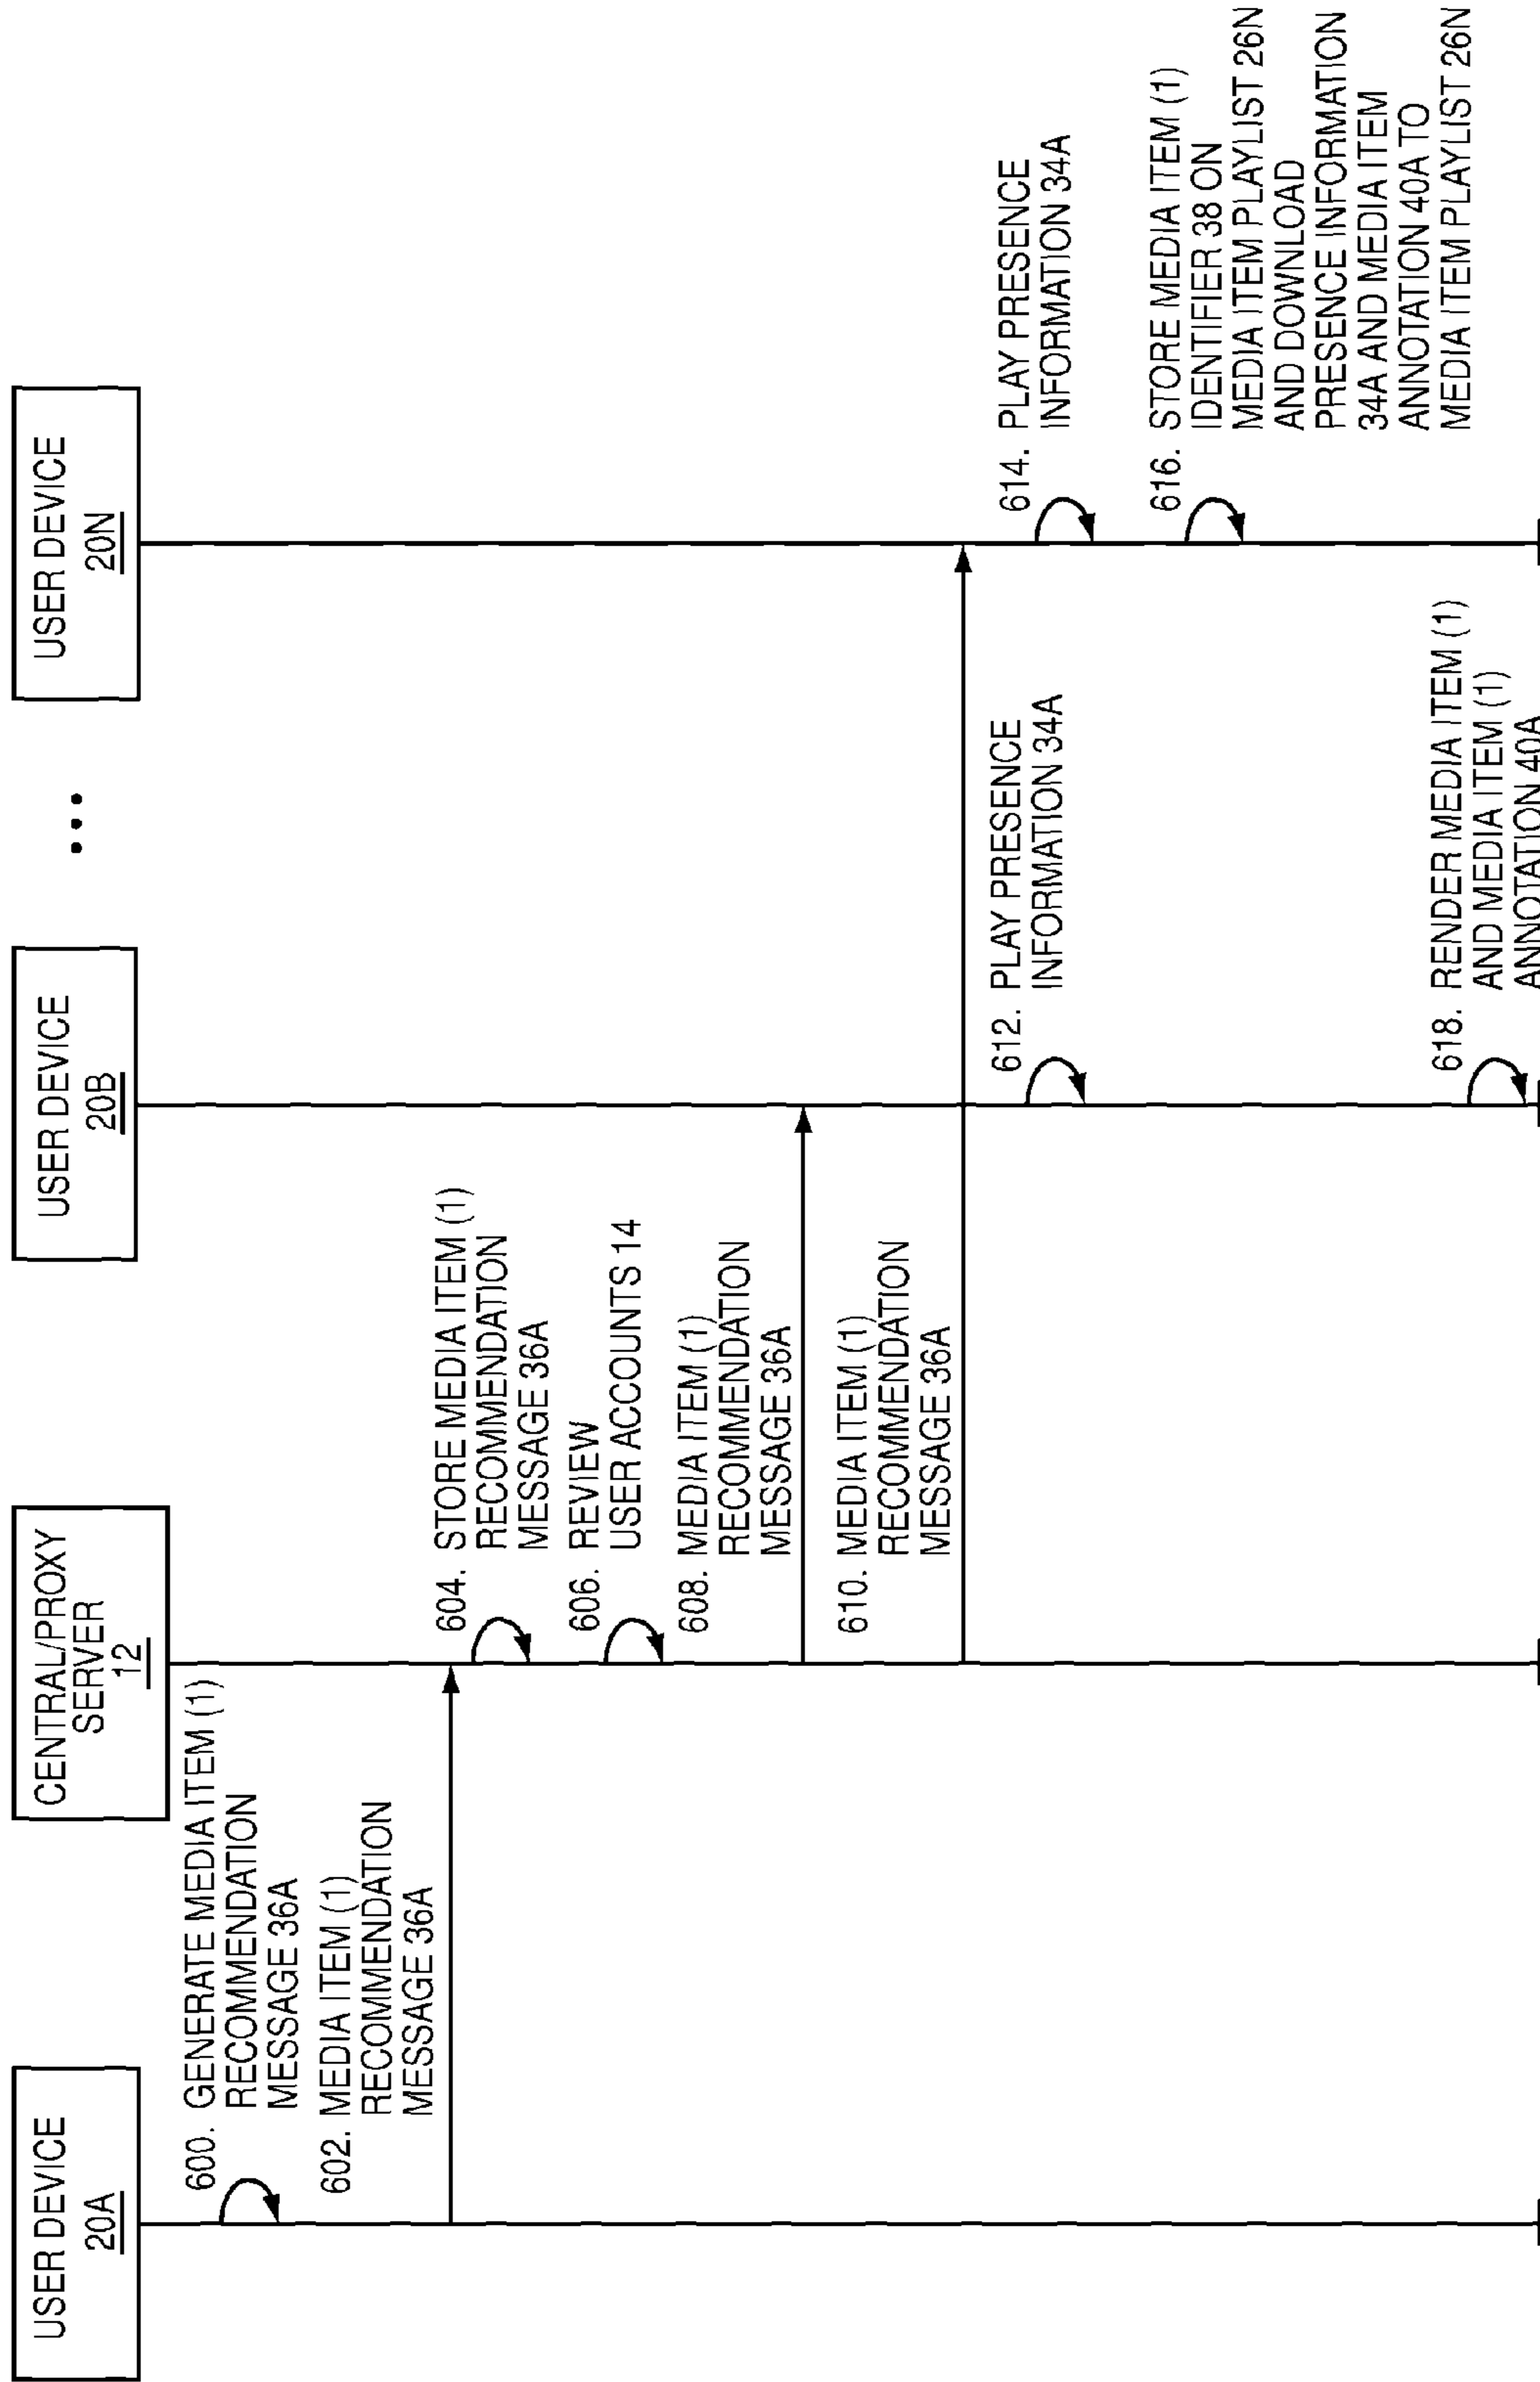 USER DEVICE
20A
CENTRAL/PROXY
SERVER
12
USER DEVICE
20B
...
USER DEVICE
20N
600. GENERATE MEDIA ITEM (1)
RECOMMENDATION
MESSAGE 36A
602. MEDIA ITEM (1)
RECOMMENDATION
MESSAGE 36A
604. STORE MEDIA ITEM (1)
RECOMMENDATION
MESSAGE 36A
606. REVIEW
USER ACCOUNTS 14
608. MEDIA ITEM (1)
RECOMMENDATION
MESSAGE 36A
610. MEDIA ITEM (1)
RECOMMENDATION
MESSAGE 36A
612. PLAY PRESENCE
INFORMATION 34A
614. PLAY PRESENCE
INFORMATION 34A
616. STORE MEDIA ITEM (1)
IDENTIFIER 38 ON
MEDIA ITEM PLAYLIST 26N
AND DOWNLOAD
PRESENCE INFORMATION
34A AND MEDIA ITEM
ANNOTATION 40A TO
MEDIA ITEM PLAYLIST 26N
618. RENDER MEDIA ITEM (1)
AND MEDIA ITEM (1)
ANNOTATION 40A